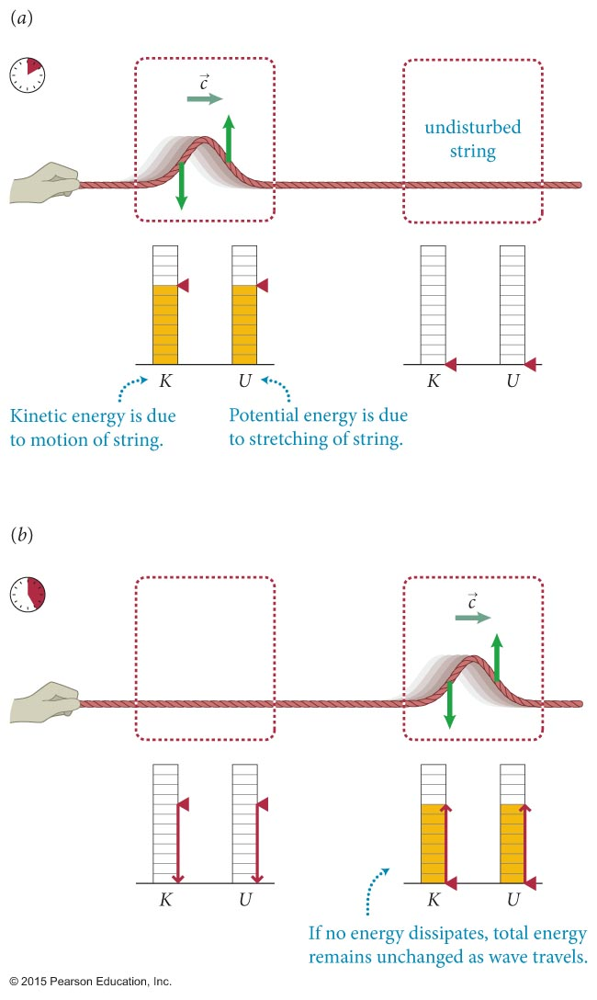 (a)
c
undisturbed
string
K
U
K
U
Kinetic energy is due
to motion of string.
Potential energy is due
to stretching of string.
(b)
c
K
U
K
U
If no energy dissipates, total energy
remains unchanged as wave travels.
© 2015 Pearson Education, Inc.